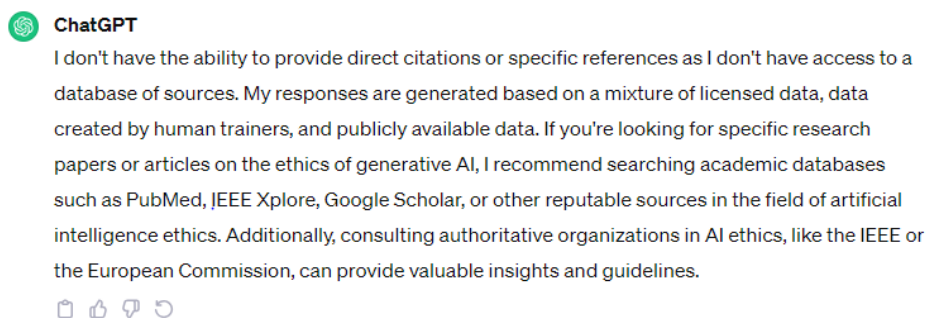 ChatGPT
I don't have the ability to provide direct citations or specific references as I don't have access to a
database of sources. My responses are generated based on a mixture of licensed data, data
created by human trainers, and publicly available data. If you're looking for specific research
papers or articles on the ethics of generative AI, I recommend searching academic databases
such as PubMed, IEEE Xplore, Google Scholar, or other reputable sources in the field of artificial
intelligence ethics. Additionally, consulting authoritative organizations in AI ethics, like the IEEE or
the European Commission, can provide valuable insights and guidelines.